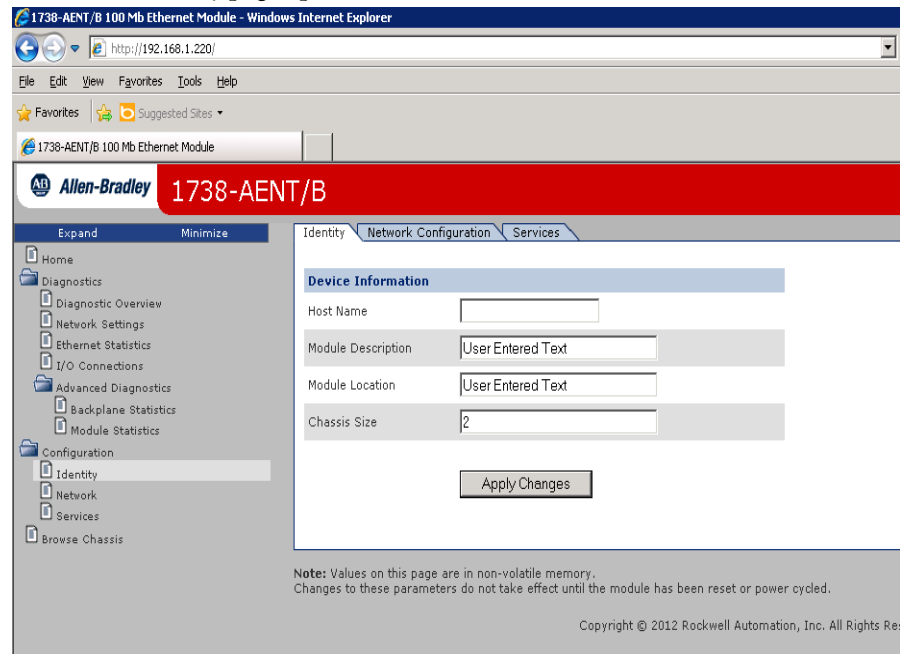 1738-AENT/B 100 Mb Ethernet Module - Windows Internet Explorer
http://192.168.1.220/
File Edit View Favorites Tools Help
Favorites Suggested Sites
1738-AENT/B 100 Mb Ethernet Module
AB Allen-Bradley 1738-AENT/B
Expand Minimize
Home
Diagnostics
Diagnostic Overview
Network Settings
Ethernet Statistics
I/O Connections
Advanced Diagnostics
Backplane Statistics
Module Statistics
Configuration
Identity
Network
Services
Browse Chassis
Identity Network Configuration Services
Device Information
Host Name
Module Description User Entered Text
Module Location User Entered Text
Chassis Size 2
Apply Changes
Note: Values on this page are in non-volatile memory.
Changes to these parameters do not take effect until the module has been reset or power cycled.
Copyright © 2012 Rockwell Automation, Inc. All Rights Re